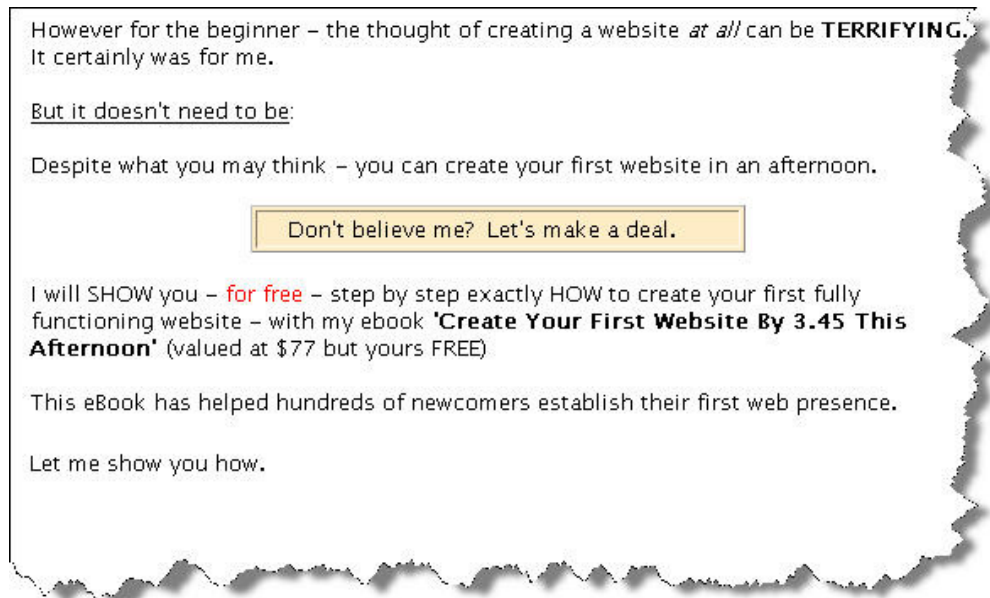 However for the beginner – the thought of creating a website at all can be TERRIFYING.
It certainly was for me.
But it doesn't need to be:
Despite what you may think – you can create your first website in an afternoon.
Don't believe me? Let's make a deal.
I will SHOW you – for free – step by step exactly HOW to create your first fully
functioning website – with my ebook 'Create Your First Website By 3.45 This
Afternoon' (valued at $77 but yours FREE)
This eBook has helped hundreds of newcomers establish their first web presence.
Let me show you how.